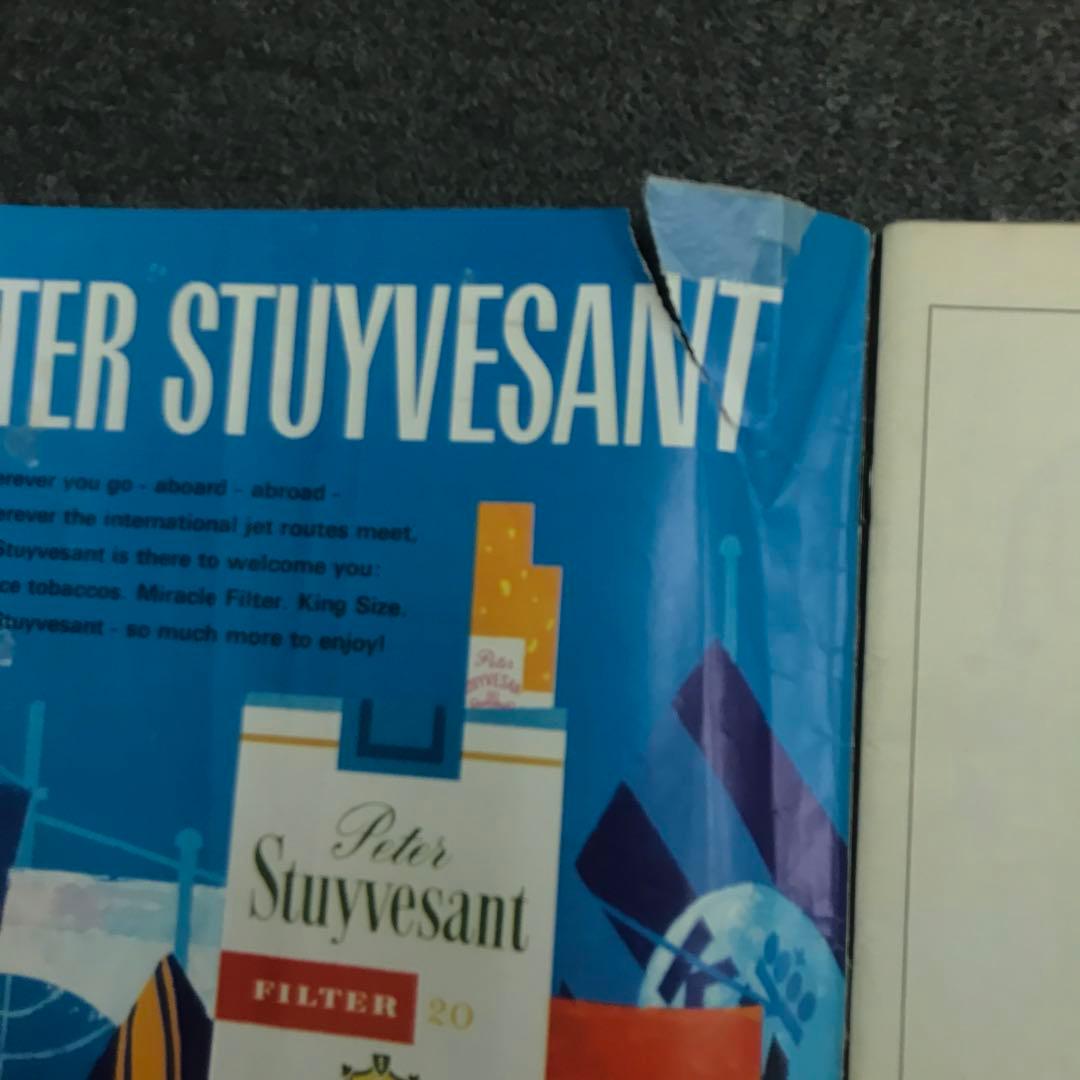 TER STUYVESANT
erever you go - aboard - abroad -
erever the international jet routes meet,
Stuyvesant is there to welcome you:
ce tobaccos. Miracle Filter. King Size.
Stuyvesant - so much more to enjoy!
Peter
Peter
Stuyvesant
FILTER 20